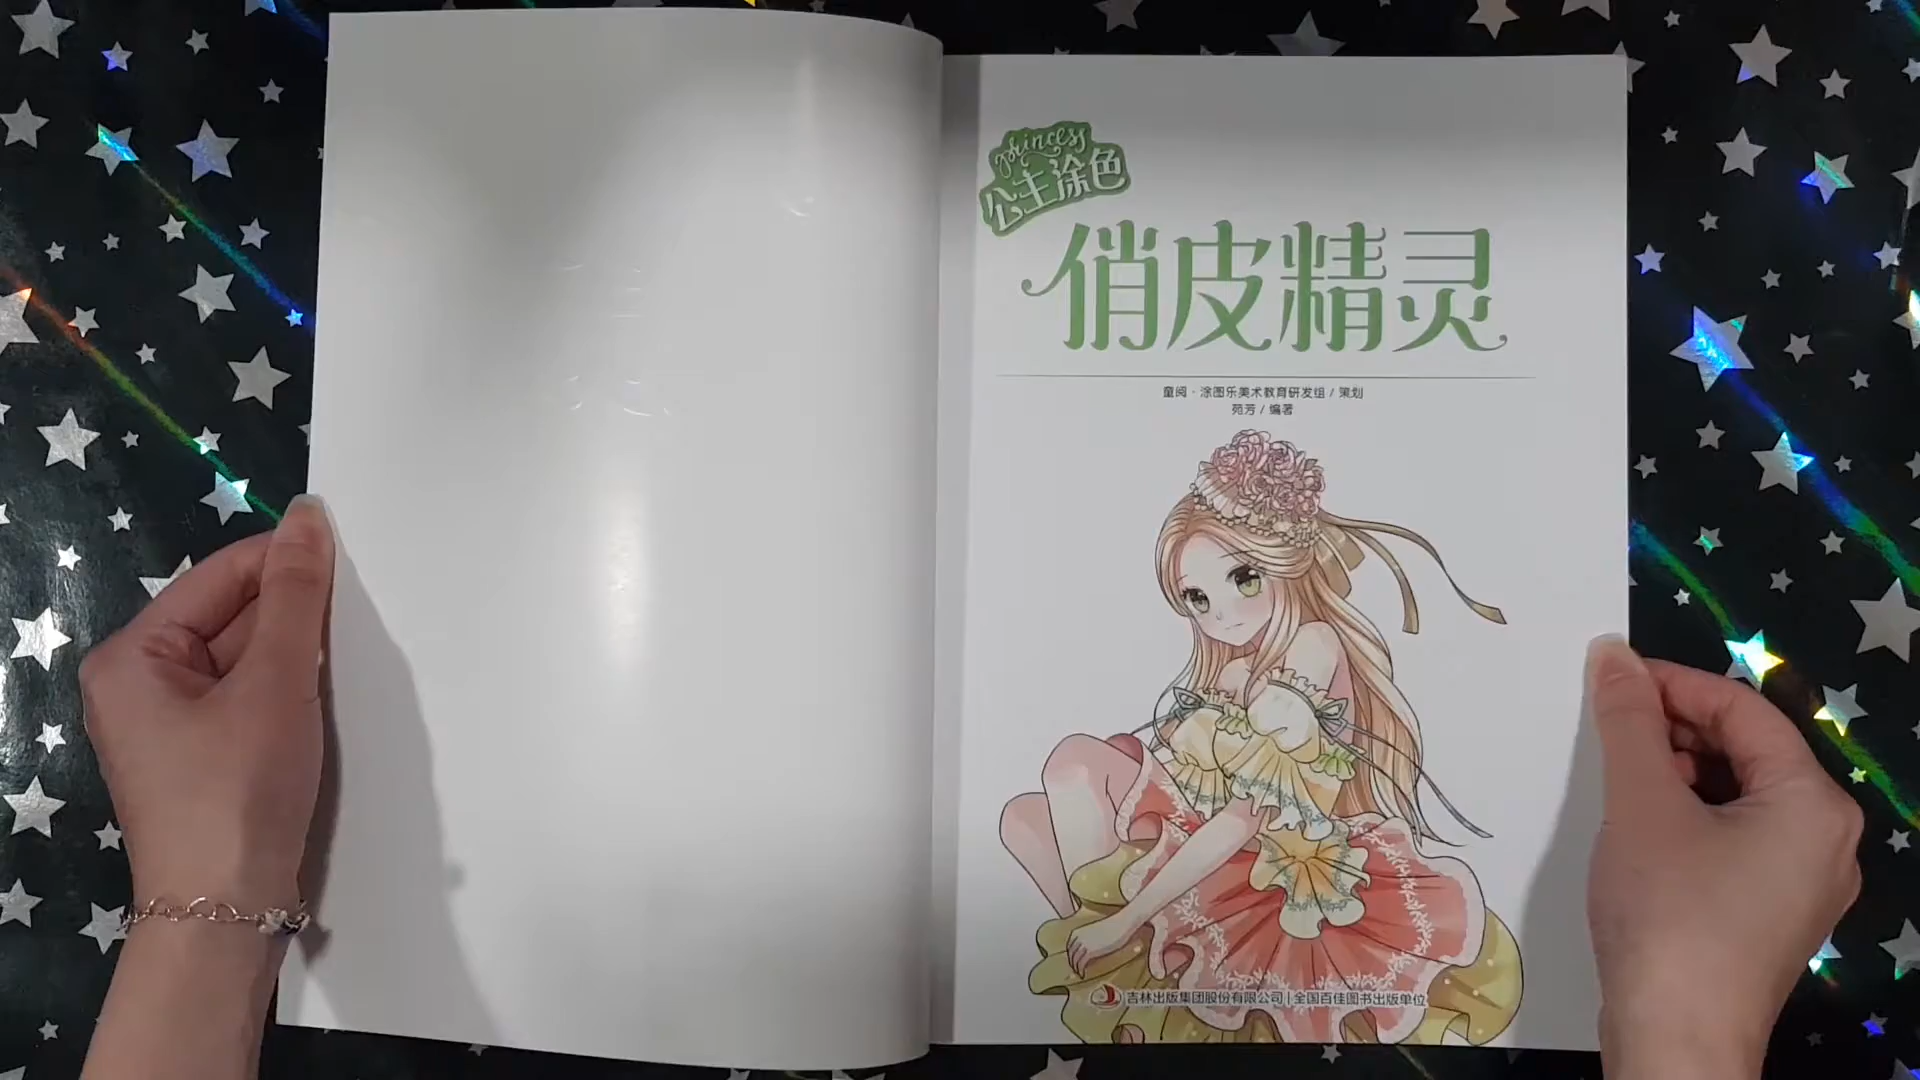 princess
公主涂色
俏皮精灵
童阅·涂图乐美术教育研发组 / 策划
苑芳 / 编著
吉林出版集团股份有限公司 | 全国百佳图书出版单位